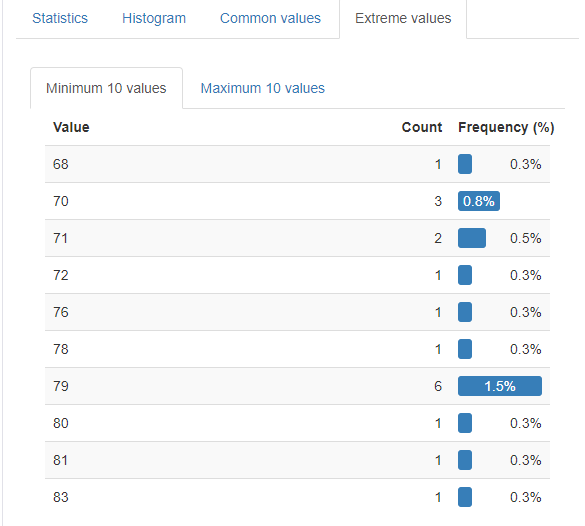 Statistics Histogram Common values Extreme values
Minimum 10 values Maximum 10 values
Value Count Frequency (%)
68 1 0.3%
70 3 0.8%
71 2 0.5%
72 1 0.3%
76 1 0.3%
78 1 0.3%
79 6 1.5%
80 1 0.3%
81 1 0.3%
83 1 0.3%